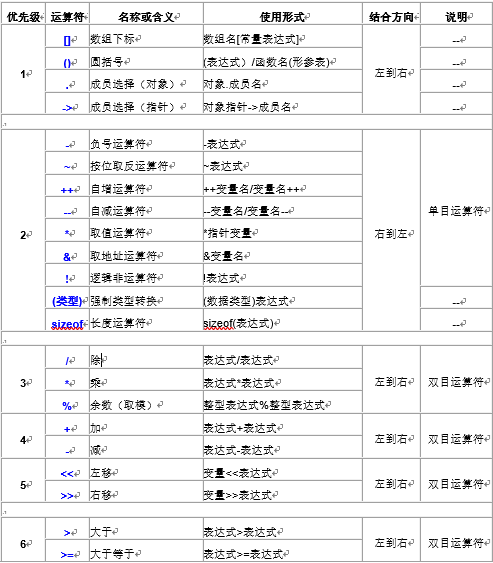 优先级 运算符 名称或含义 使用形式 结合方向 说明
1 [] 数组下标 数组名[常量表达式] 左到右 --
() 圆括号 (表达式）/函数名(形参表) --
. 成员选择（对象） 对象.成员名 --
-> 成员选择（指针） 对象指针->成员名 --
2 - 负号运算符 -表达式 右到左 单目运算符
~ 按位取反运算符 ~表达式
++ 自增运算符 ++变量名/变量名++
-- 自减运算符 --变量名/变量名--
* 取值运算符 *指针变量
& 取地址运算符 &变量名
! 逻辑非运算符 !表达式
(类型) 强制类型转换 (数据类型)表达式 --
sizeof 长度运算符 sizeof(表达式) --
3 / 除 表达式/表达式 左到右 双目运算符
* 乘 表达式*表达式
% 余数（取模） 整型表达式%整型表达式
4 + 加 表达式+表达式 左到右 双目运算符
- 减 表达式-表达式
5 << 左移 变量<<表达式 左到右 双目运算符
>> 右移 变量>>表达式
6 > 大于 表达式>表达式 左到右 双目运算符
>= 大于等于 表达式>=表达式